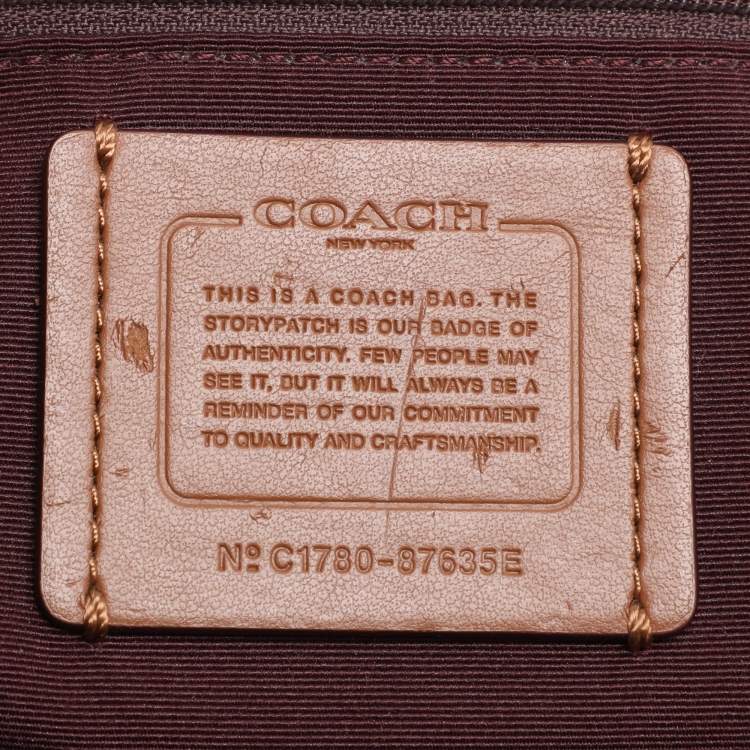 COACH
NEW YORK
THIS IS A COACH BAG. THE
STORYPATCH IS OUR BADGE OF
AUTHENTICITY. FEW PEOPLE MAY
SEE IT, BUT IT WILL ALWAYS BE A
REMINDER OF OUR COMMITMENT
TO QUALITY AND CRAFTSMANSHIP.
Nº C1780-87635E